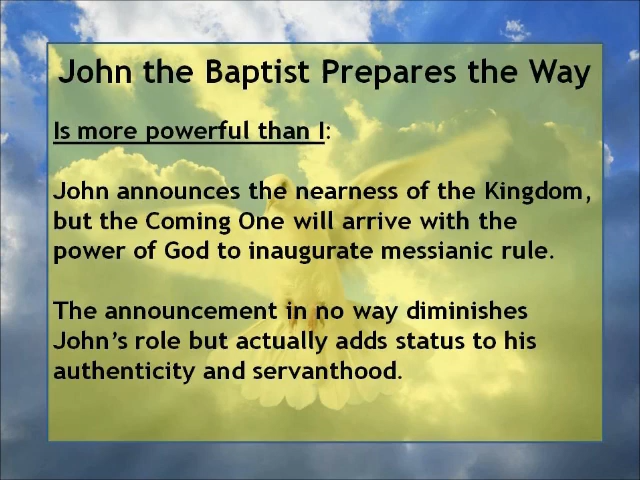 John the Baptist Prepares the Way
Is more powerful than I:
John announces the nearness of the Kingdom,
but the Coming One will arrive with the
power of God to inaugurate messianic rule.
The announcement in no way diminishes
John’s role but actually adds status to his
authenticity and servanthood.